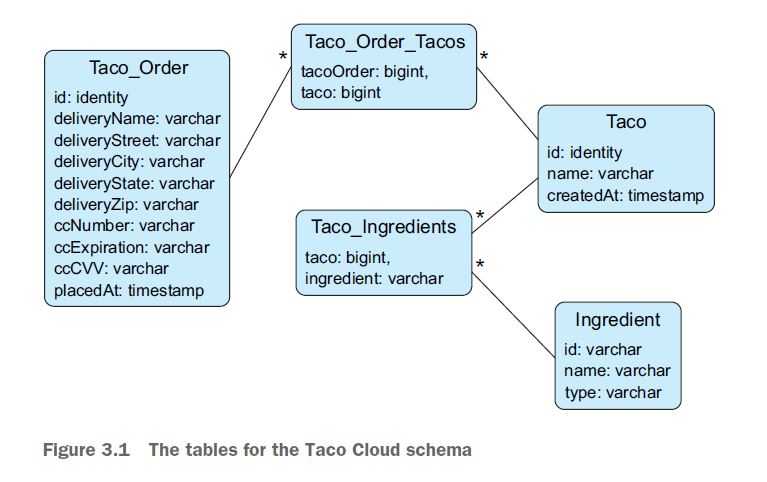 Taco_Order
id: identity
deliveryName: varchar
deliveryStreet: varchar
deliveryCity: varchar
deliveryState: varchar
deliveryZip: varchar
ccNumber: varchar
ccExpiration: varchar
ccCVV: varchar
placedAt: timestamp
*
Taco_Order_Tacos
tacoOrder: bigint,
taco: bigint
*
Taco
id: identity
name: varchar
createdAt: timestamp
Taco_Ingredients
taco: bigint,
ingredient: varchar
*
*
Ingredient
id: varchar
name: varchar
type: varchar
Figure 3.1 The tables for the Taco Cloud schema